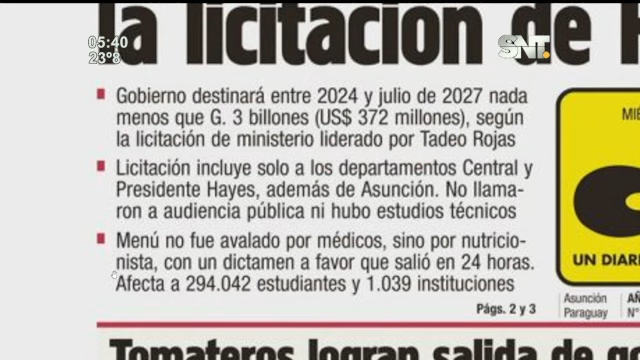 la licitación de
05:40
23°8
SNT.
Gobierno destinará entre 2024 y julio de 2027 nada
menos que G. 3 billones (US$ 372 millones), según
la licitación de ministerio liderado por Tadeo Rojas
Licitación incluye solo a los departamentos Central y
Presidente Hayes, además de Asunción. No llama-
ron a audiencia pública ni hubo estudios técnicos
Menú no fue avalado por médicos, sino por nutricio-
nista, con un dictamen a favor que salió en 24 horas.
Afecta a 294.042 estudiantes y 1.039 instituciones
Págs. 2 y 3
MIÉ
UN DIARI
Asunción
Paraguay
AÑ
N°
Tomateros logran salida de